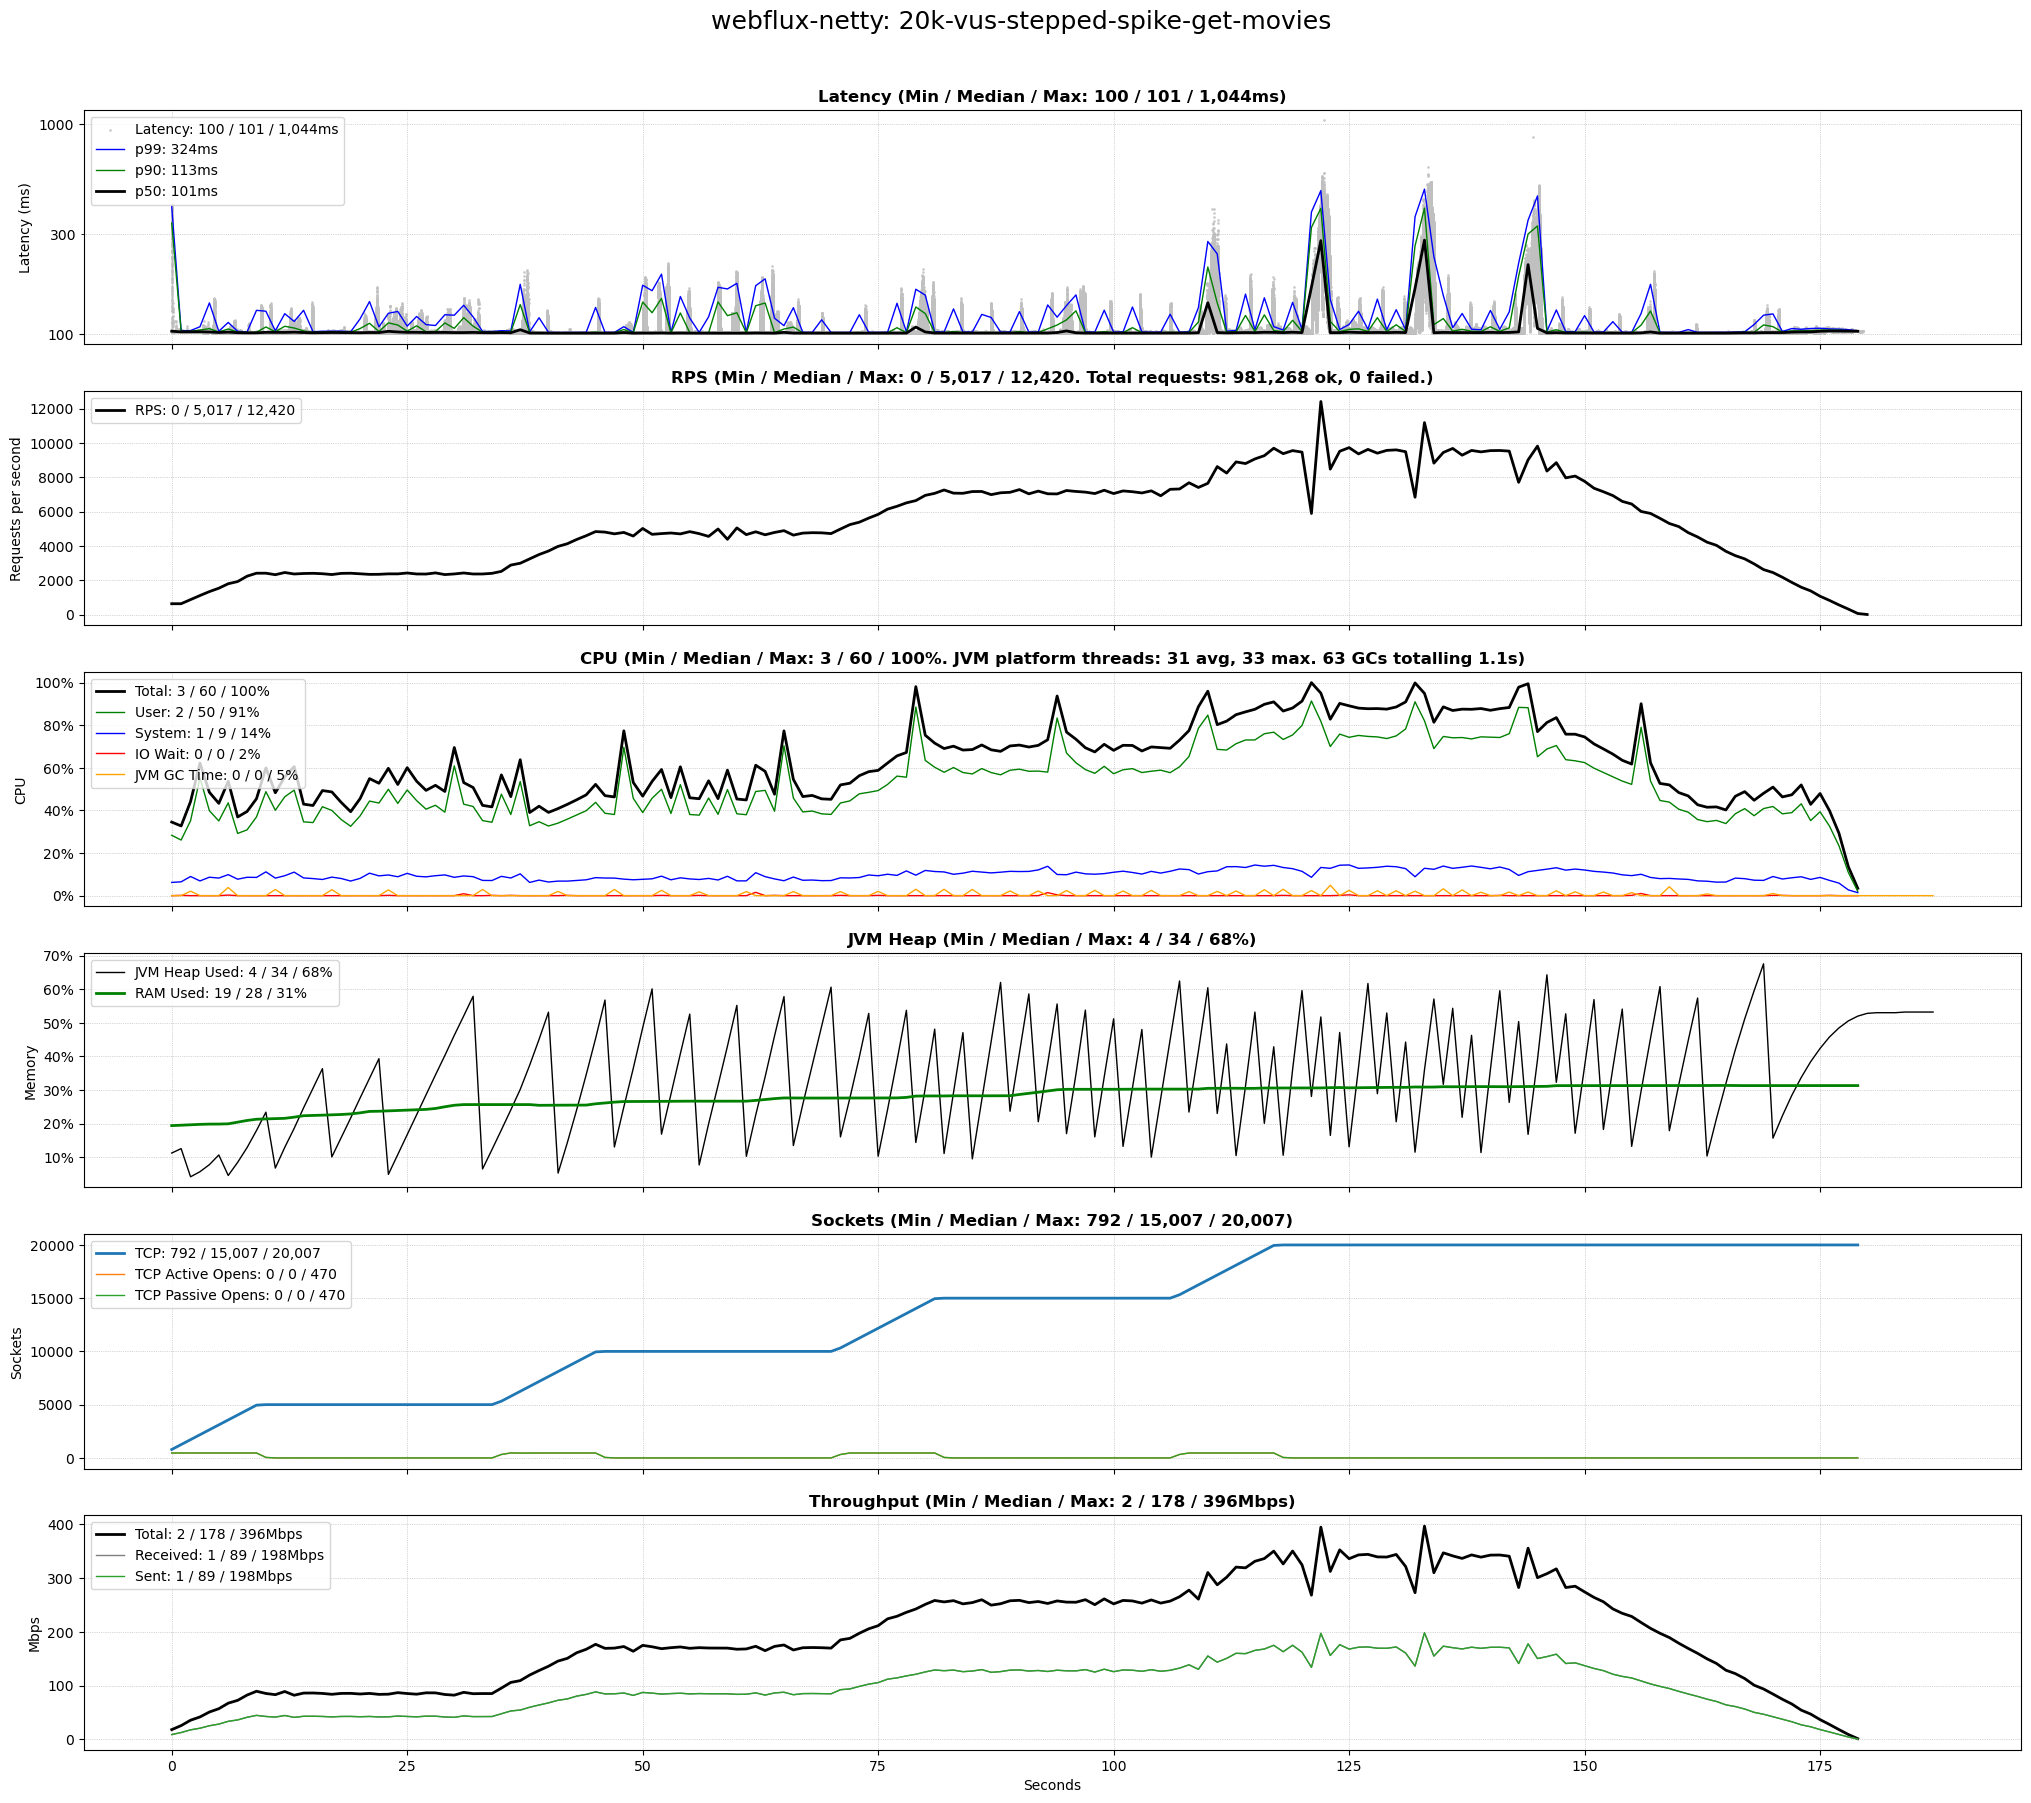 webflux-netty: 20k-vus-stepped-spike-get-movies
Latency (Min / Median / Max: 100 / 101 / 1,044ms)
Latency: 100 / 101 / 1,044ms
p99: 324ms
p90: 113ms
p50: 101ms
1000
300
100
Latency (ms)
RPS (Min / Median / Max: 0 / 5,017 / 12,420. Total requests: 981,268 ok, 0 failed.)
RPS: 0 / 5,017 / 12,420
12000
10000
8000
6000
4000
2000
0
Requests per second
CPU (Min / Median / Max: 3 / 60 / 100%. JVM platform threads: 31 avg, 33 max. 63 GCs totalling 1.1s)
Total: 3 / 60 / 100%
User: 2 / 50 / 91%
System: 1 / 9 / 14%
IO Wait: 0 / 0 / 2%
JVM GC Time: 0 / 0 / 5%
100%
80%
60%
40%
20%
0%
CPU
JVM Heap (Min / Median / Max: 4 / 34 / 68%)
JVM Heap Used: 4 / 34 / 68%
RAM Used: 19 / 28 / 31%
70%
60%
50%
40%
30%
20%
10%
Memory
Sockets (Min / Median / Max: 792 / 15,007 / 20,007)
TCP: 792 / 15,007 / 20,007
TCP Active Opens: 0 / 0 / 470
TCP Passive Opens: 0 / 0 / 470
20000
15000
10000
5000
0
Sockets
Throughput (Min / Median / Max: 2 / 178 / 396Mbps)
Total: 2 / 178 / 396Mbps
Received: 1 / 89 / 198Mbps
Sent: 1 / 89 / 198Mbps
400
300
200
100
0
Mbps
0 25 50 75 100 125 150 175
Seconds